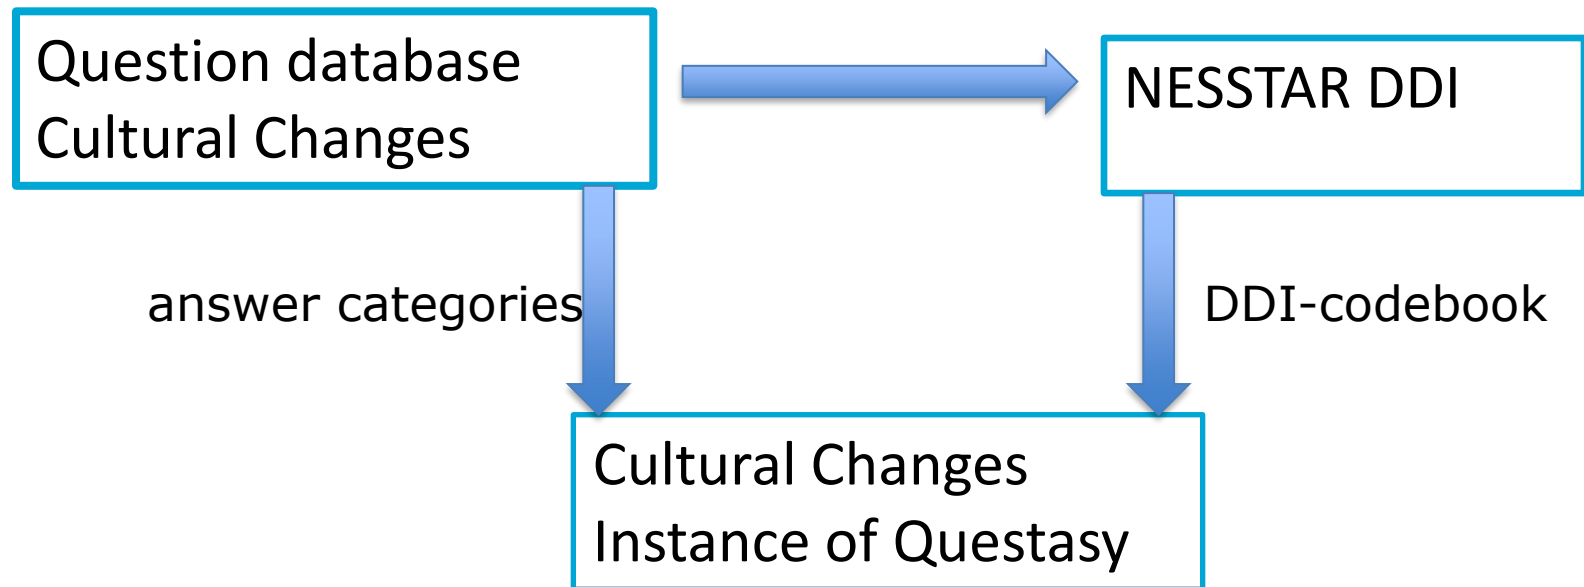 Question database
Cultural Changes
NESSTAR DDI
answer categories
DDI-codebook
Cultural Changes
Instance of Questasy